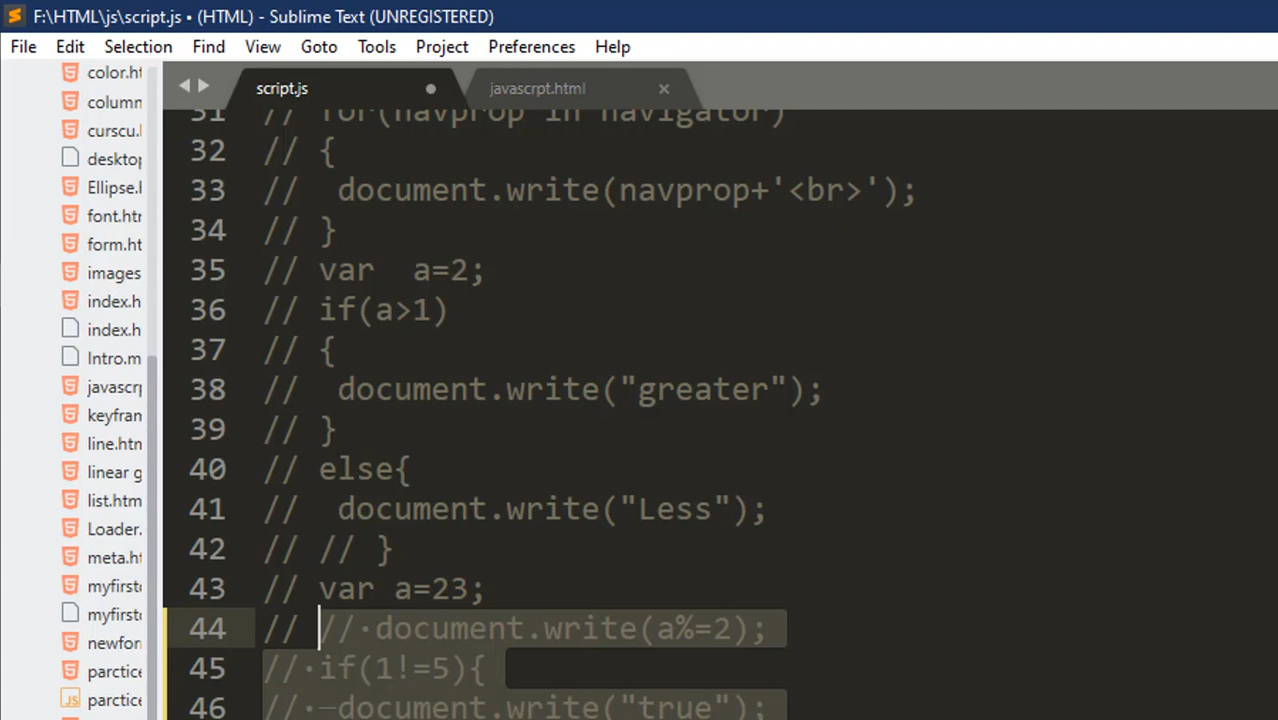 F:\HTML\js\script.js • (HTML) - Sublime Text (UNREGISTERED)
File Edit Selection Find View Goto Tools Project Preferences Help
script.js
javascrpt.html
color.ht
column
curscu.
desktop
Ellipse.h
font.htr
form.ht
images
index.h
index.h
Intro.m
javascrp
keyfran
line.htn
linear g
list.htm
Loader.
meta.ht
myfirst
myfirst
newfor
parctice
parctice
31 // for(navprop in navigator)
32 // {
33 // document.write(navprop+'<br>');
34 // }
35 // var  a=2;
36 // if(a>1)
37 // {
38 // document.write("greater");
39 // }
40 // else{
41 // document.write("Less");
42 // // }
43 // var a=23;
44 // // document.write(a%=2);
45 // if(1!=5){
46 // document.write("true");